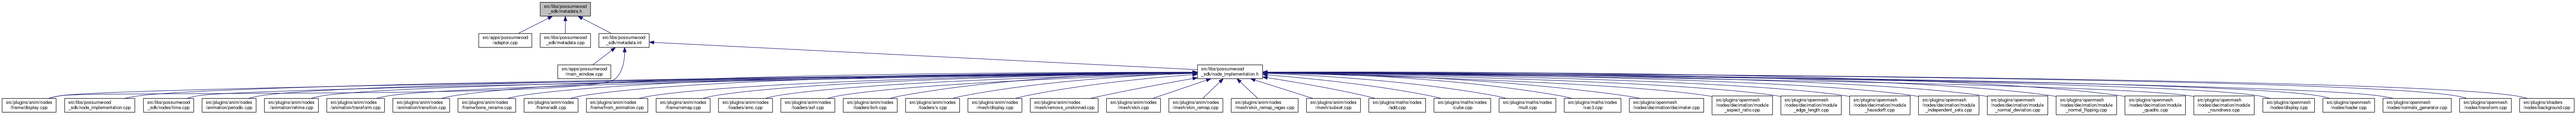 src/libs/possumwood
_sdk/metadata.h
src/apps/possumwood
/adaptor.cpp
src/libs/possumwood
_sdk/metadata.cpp
src/libs/possumwood
_sdk/metadata.inl
src/apps/possumwood
/main_window.cpp
src/libs/possumwood
_sdk/node_implementation.h
src/plugins/anim/nodes
/frame/display.cpp
src/libs/possumwood
_sdk/node_implementation.cpp
src/libs/possumwood
_sdk/nodes/time.cpp
src/plugins/anim/nodes
/animation/periodic.cpp
src/plugins/anim/nodes
/animation/retime.cpp
src/plugins/anim/nodes
/animation/transform.cpp
src/plugins/anim/nodes
/animation/transition.cpp
src/plugins/anim/nodes
/frame/bone_rename.cpp
src/plugins/anim/nodes
/frame/edit.cpp
src/plugins/anim/nodes
/frame/from_animation.cpp
src/plugins/anim/nodes
/frame/remap.cpp
src/plugins/anim/nodes
/loaders/amc.cpp
src/plugins/anim/nodes
/loaders/asf.cpp
src/plugins/anim/nodes
/loaders/bvh.cpp
src/plugins/anim/nodes
/loaders/x.cpp
src/plugins/anim/nodes
/mesh/display.cpp
src/plugins/anim/nodes
/mesh/remove_unskinned.cpp
src/plugins/anim/nodes
/mesh/skin.cpp
src/plugins/anim/nodes
/mesh/skin_remap.cpp
src/plugins/anim/nodes
/mesh/skin_remap_regex.cpp
src/plugins/anim/nodes
/mesh/subset.cpp
src/plugins/maths/nodes
/add.cpp
src/plugins/maths/nodes
/cube.cpp
src/plugins/maths/nodes
/mult.cpp
src/plugins/maths/nodes
/vec3.cpp
src/plugins/openmesh
/nodes/decimation/decimater.cpp
src/plugins/openmesh
/nodes/decimation/module
_aspect_ratio.cpp
src/plugins/openmesh
/nodes/decimation/module
_edge_length.cpp
src/plugins/openmesh
/nodes/decimation/module
_hausdorff.cpp
src/plugins/openmesh
/nodes/decimation/module
_independent_sets.cpp
src/plugins/openmesh
/nodes/decimation/module
_normal_deviation.cpp
src/plugins/openmesh
/nodes/decimation/module
_normal_flipping.cpp
src/plugins/openmesh
/nodes/decimation/module
_quadric.cpp
src/plugins/openmesh
/nodes/decimation/module
_roundness.cpp
src/plugins/openmesh
/nodes/display.cpp
src/plugins/openmesh
/nodes/loader.cpp
src/plugins/openmesh
/nodes/normals_generator.cpp
src/plugins/openmesh
/nodes/transform.cpp
src/plugins/shaders
/nodes/background.cpp